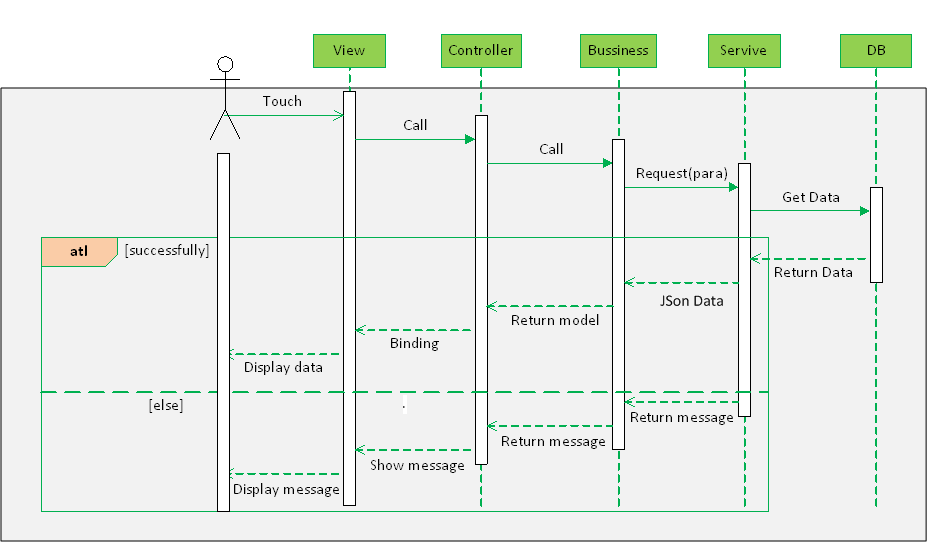 View
Controller
Bussiness
Servive
DB
Touch
Call
Call
Request(para)
Get Data
atl
[successfully]
Return Data
JSon Data
Return model
Binding
Display data
[else]
.
Return message
Return message
Show message
Display message